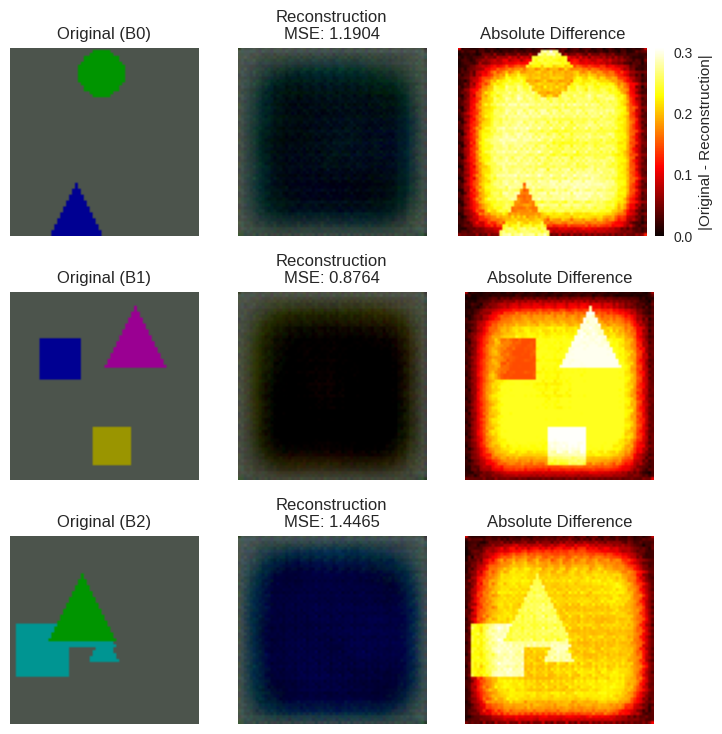 Original (B0)
Reconstruction
MSE: 1.1904
Absolute Difference
0.3
0.2
0.1
0.0
|Original - Reconstruction|
Original (B1)
Reconstruction
MSE: 0.8764
Absolute Difference
Original (B2)
Reconstruction
MSE: 1.4465
Absolute Difference